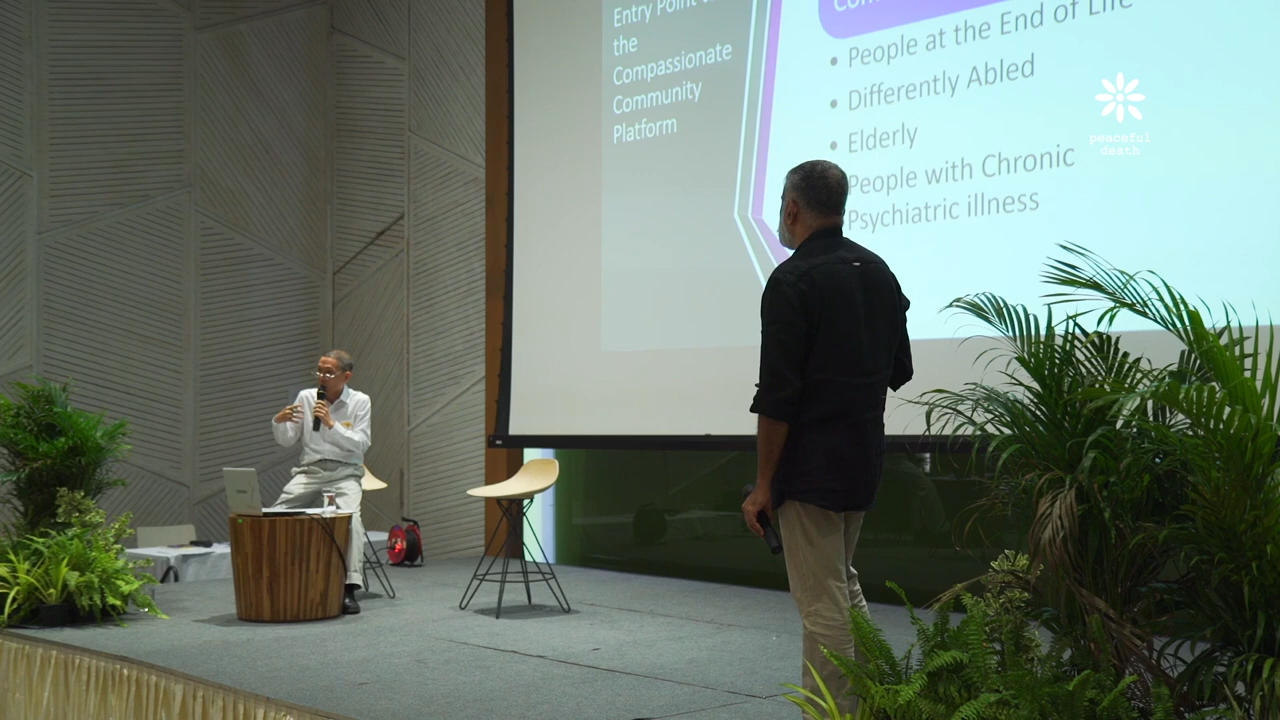 Entry Point
the
Compassionate
Community
Platform
• People at the End of Life
• Differently Abled
• Elderly
People with Chronic
Psychiatric illness
peaceful
death